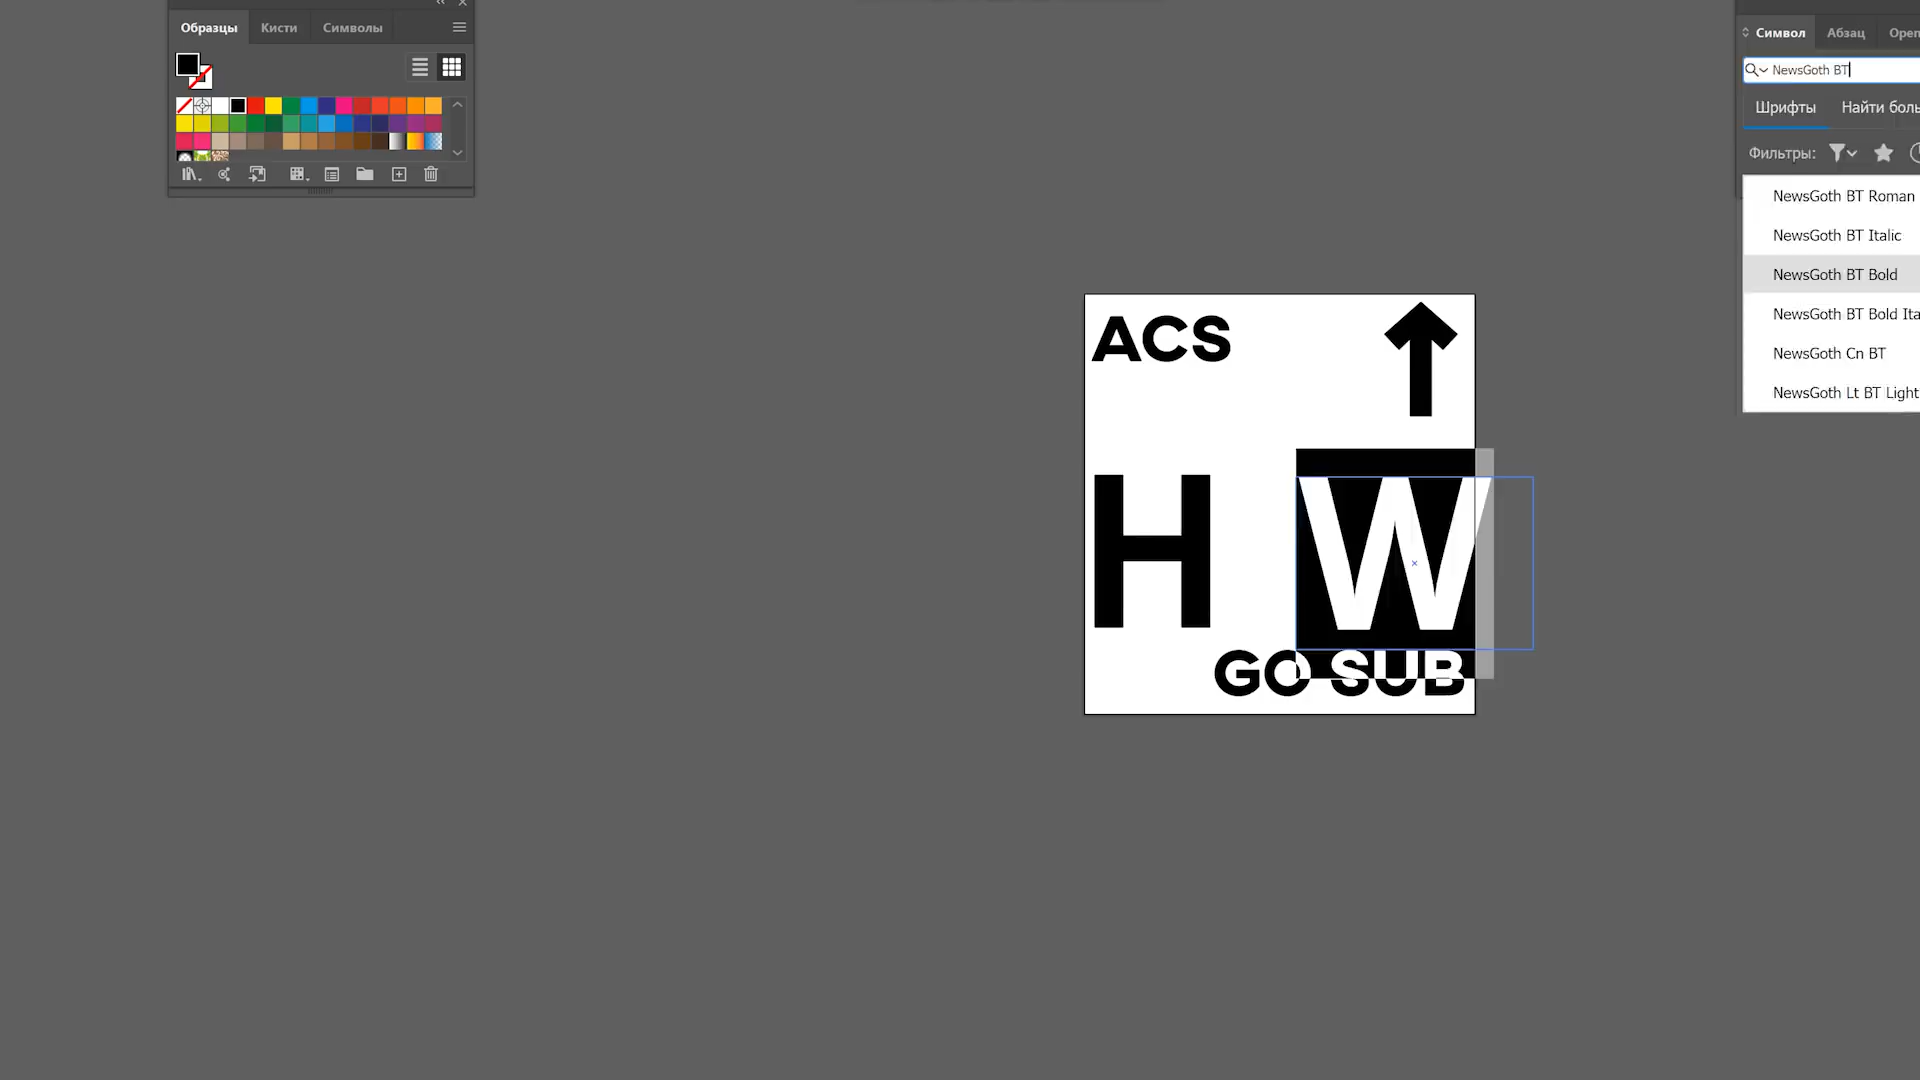 Образцы Кисти Символы
Символ Абзац Open
NewsGoth BT
Шрифты Найти боль
Фильтры:
NewsGoth BT Roman
NewsGoth BT Italic
NewsGoth BT Bold
NewsGoth BT Bold Ita
NewsGoth Cn BT
NewsGoth Lt BT Light
ACS
H W
GO SUB